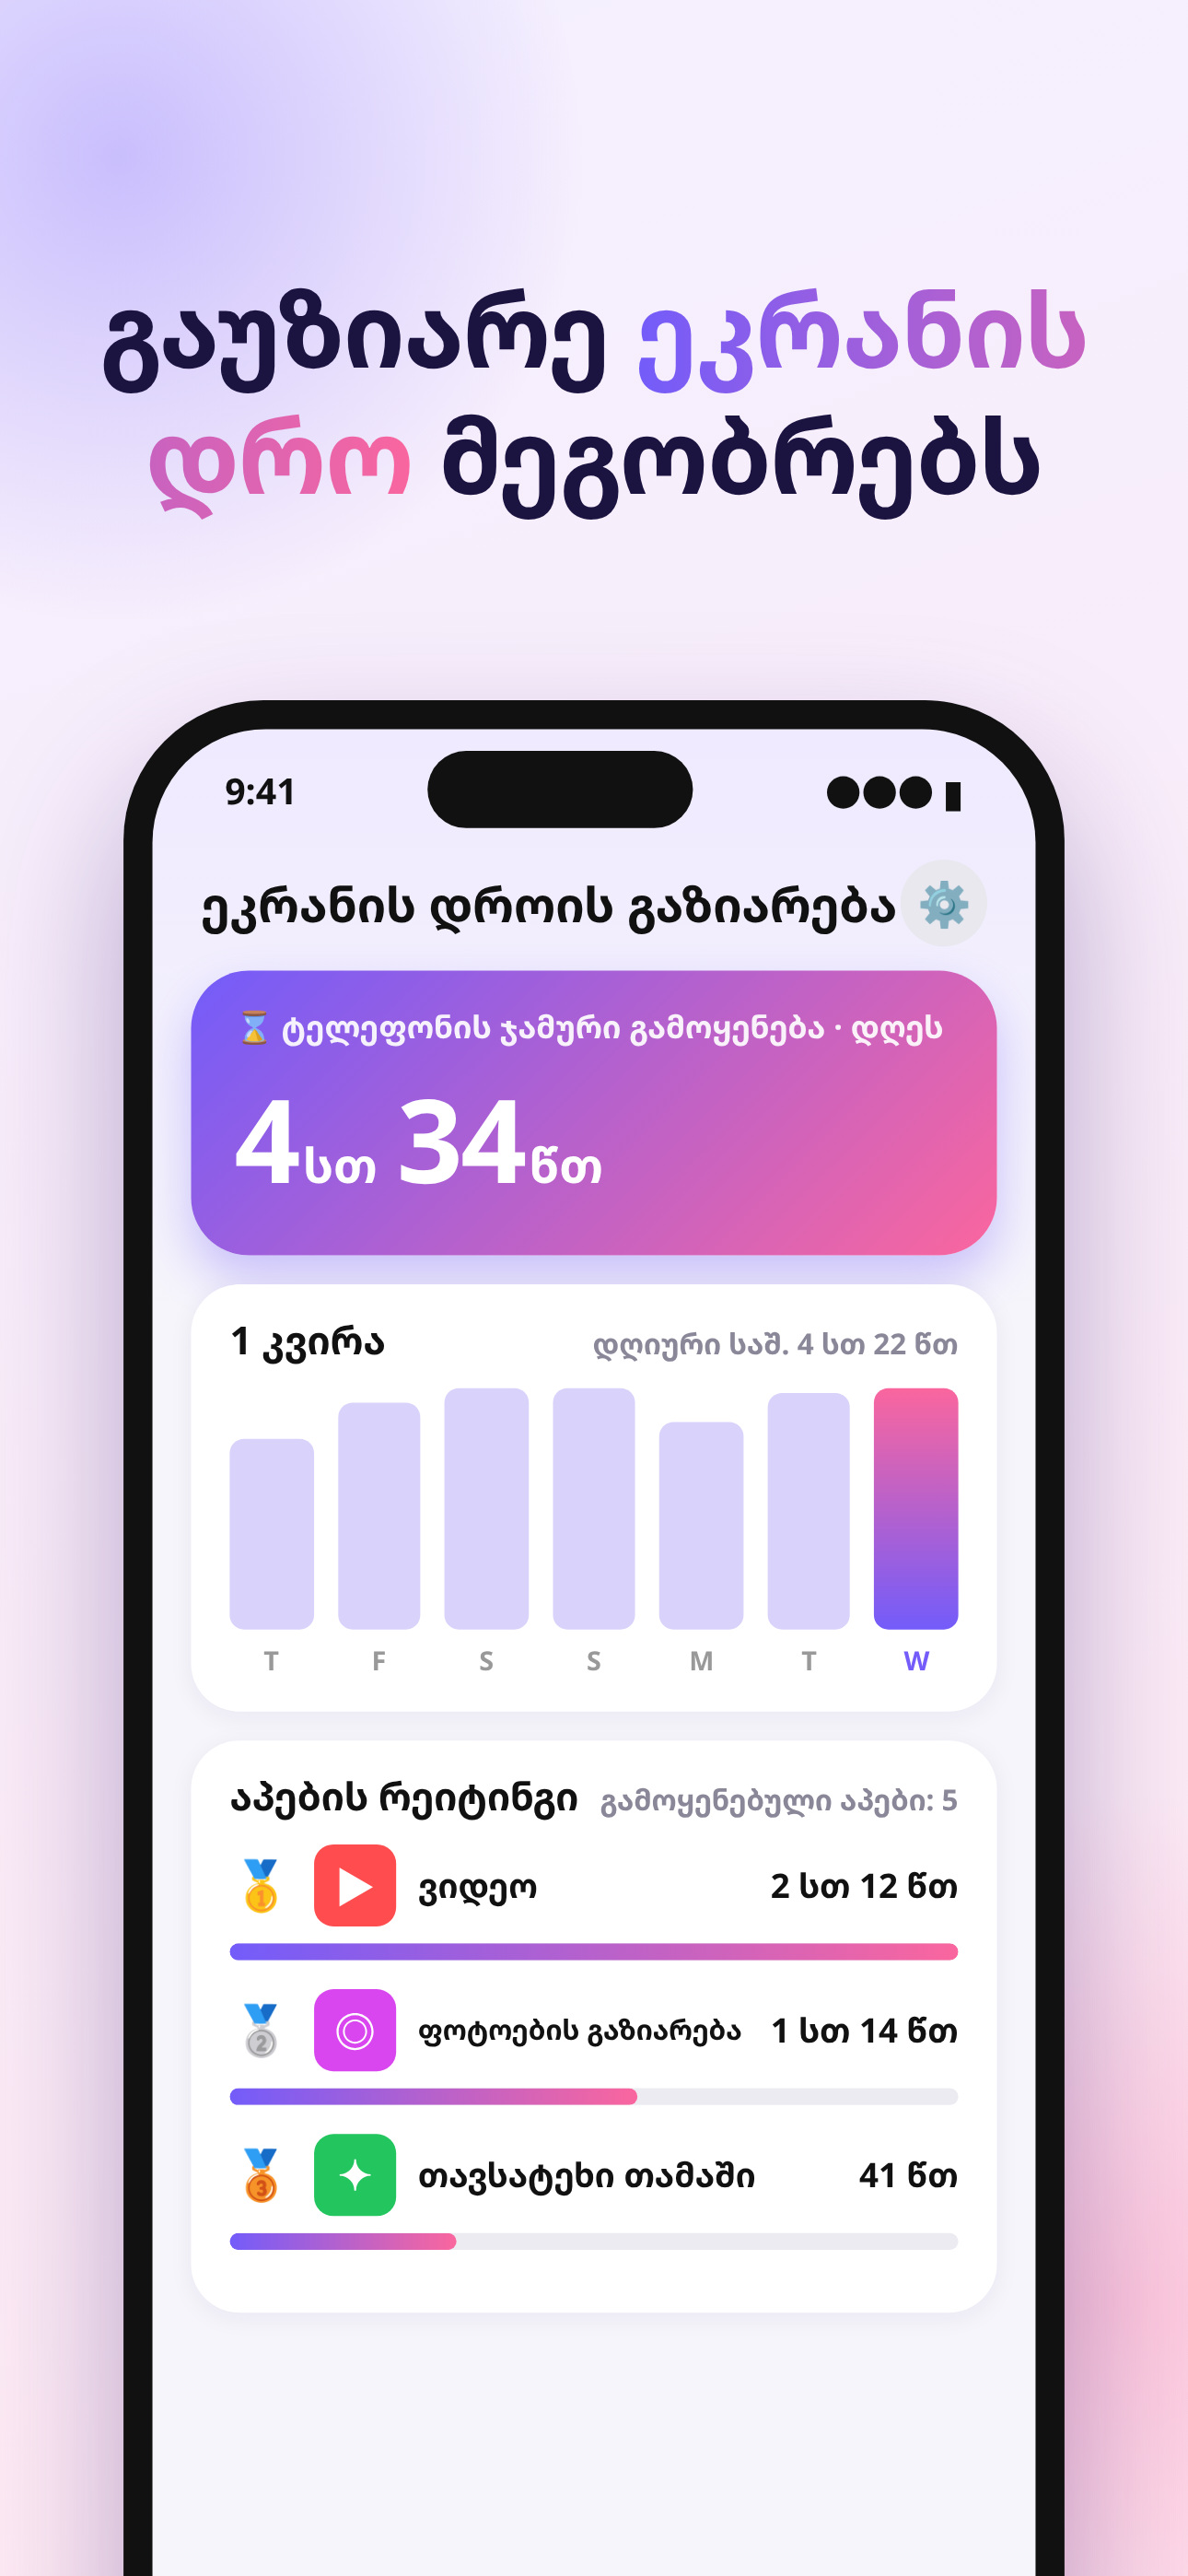 გაუზიარე ეკრანის
დრო მეგობრებს
9:41
ეკრანის დროის გაზიარება
⌛ ტელეფონის ჯამური გამოყენება · დღეს
4სთ 34წთ
1 კვირა
დღიური საშ. 4 სთ 22 წთ
T F S S M T W
აპების რეიტინგი
გამოყენებული აპები: 5
ვიდეო 2 სთ 12 წთ
ფოტოების გაზიარება 1 სთ 14 წთ
თავსატეხი თამაში 41 წთ